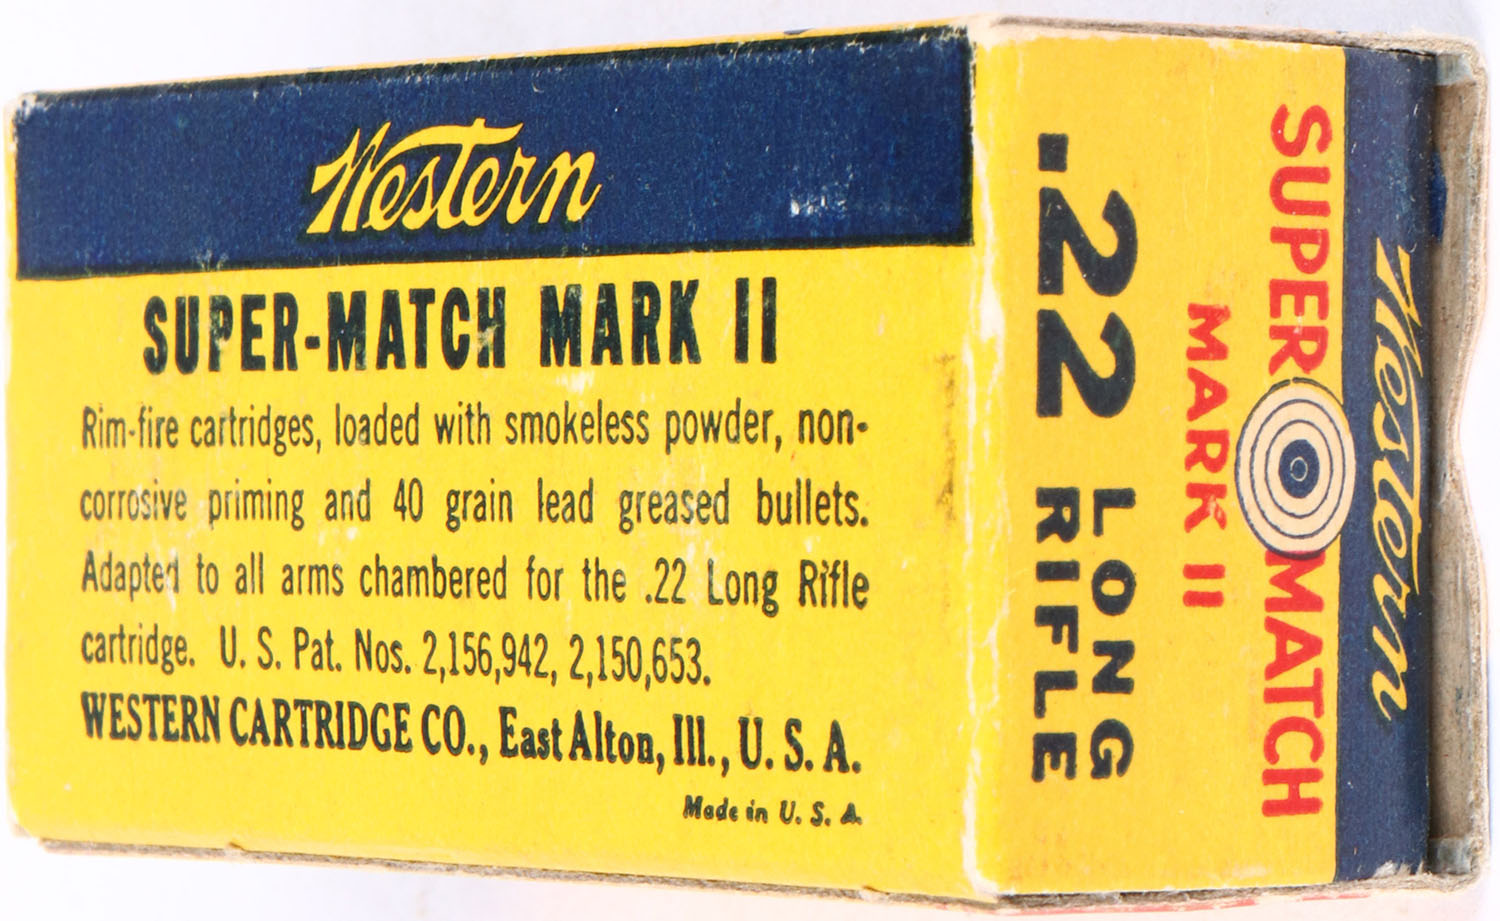 Western
SUPER-MATCH MARK II
Rim-fire cartridges, loaded with smokeless powder, non-
corrosive priming and 40 grain lead greased bullets.
Adapted to all arms chambered for the .22 Long Rifle
cartridge. U. S. Pat. Nos. 2,156,942, 2,150,653.
WESTERN CARTRIDGE CO., East Alton, Ill., U. S. A.
Made in U. S. A.
Western
SUPER MATCH
MARK II
.22 LONG
RIFLE